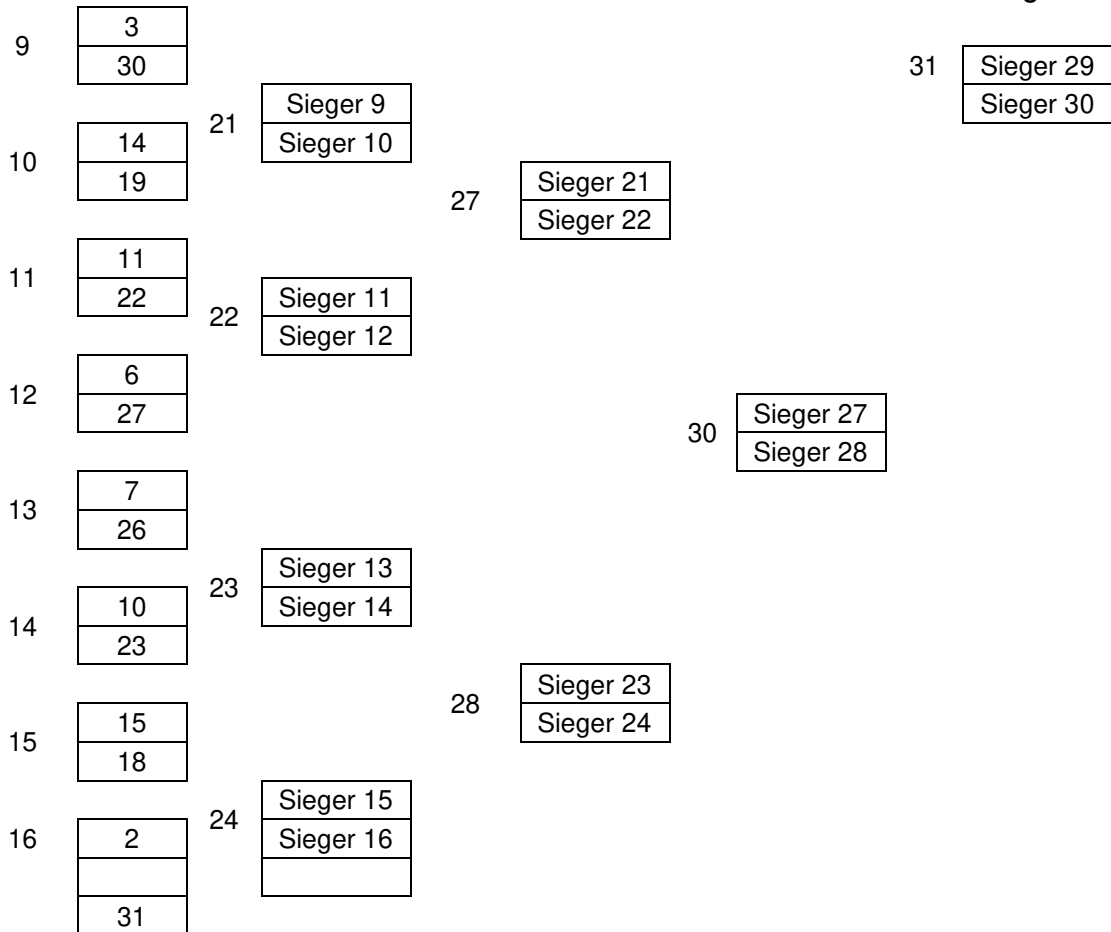 3
9
30
31
Sieger 29
Sieger 30
21
Sieger 9
Sieger 10
14
10
19
27
Sieger 21
Sieger 22
11
11
22
22
Sieger 11
Sieger 12
6
12
27
30
Sieger 27
Sieger 28
7
13
26
23
Sieger 13
Sieger 14
10
14
23
28
Sieger 23
Sieger 24
15
15
18
24
Sieger 15
Sieger 16
16
2
31